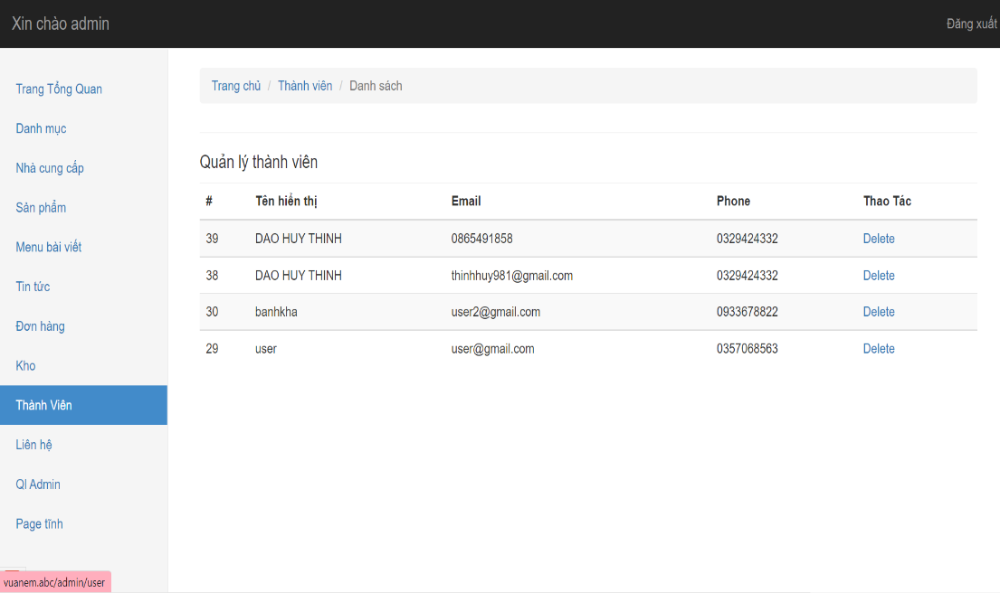 Xin chào admin
Đăng xuất
Trang Tổng Quan
Danh mục
Nhà cung cấp
Sản phẩm
Menu bài viết
Tin tức
Đơn hàng
Kho
Thành Viên
Liên hệ
Ql Admin
Page tĩnh
Trang chủ / Thành viên / Danh sách
Quản lý thành viên
# Tên hiển thị Email Phone Thao Tác
39 DAO HUY THINH 0865491858 0329424332 Delete
38 DAO HUY THINH thinhhuy981@gmail.com 0329424332 Delete
30 banhkha user2@gmail.com 0933678822 Delete
29 user user@gmail.com 0357068563 Delete
vuanem.abc/admin/user